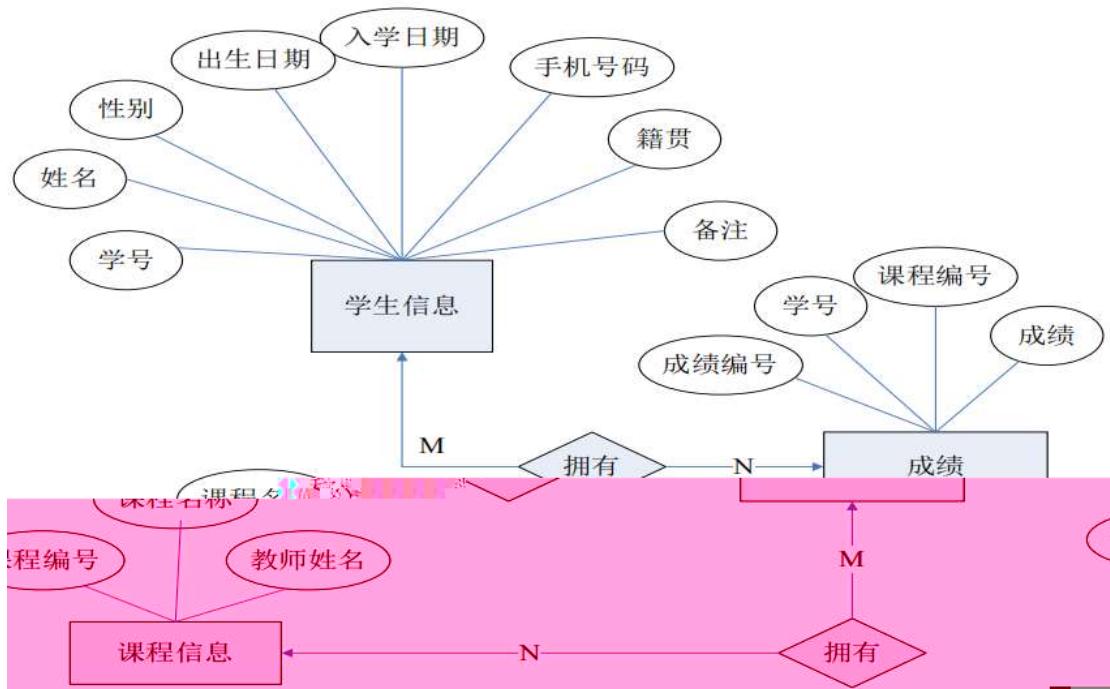 入学日期
出生日期
手机号码
性别
籍贯
姓名
备注
学号
课程编号
学生信息
学号
成绩
成绩编号
M
拥有
N
成绩
课程名称
程编号
教师姓名
M
课程信息
N
拥有